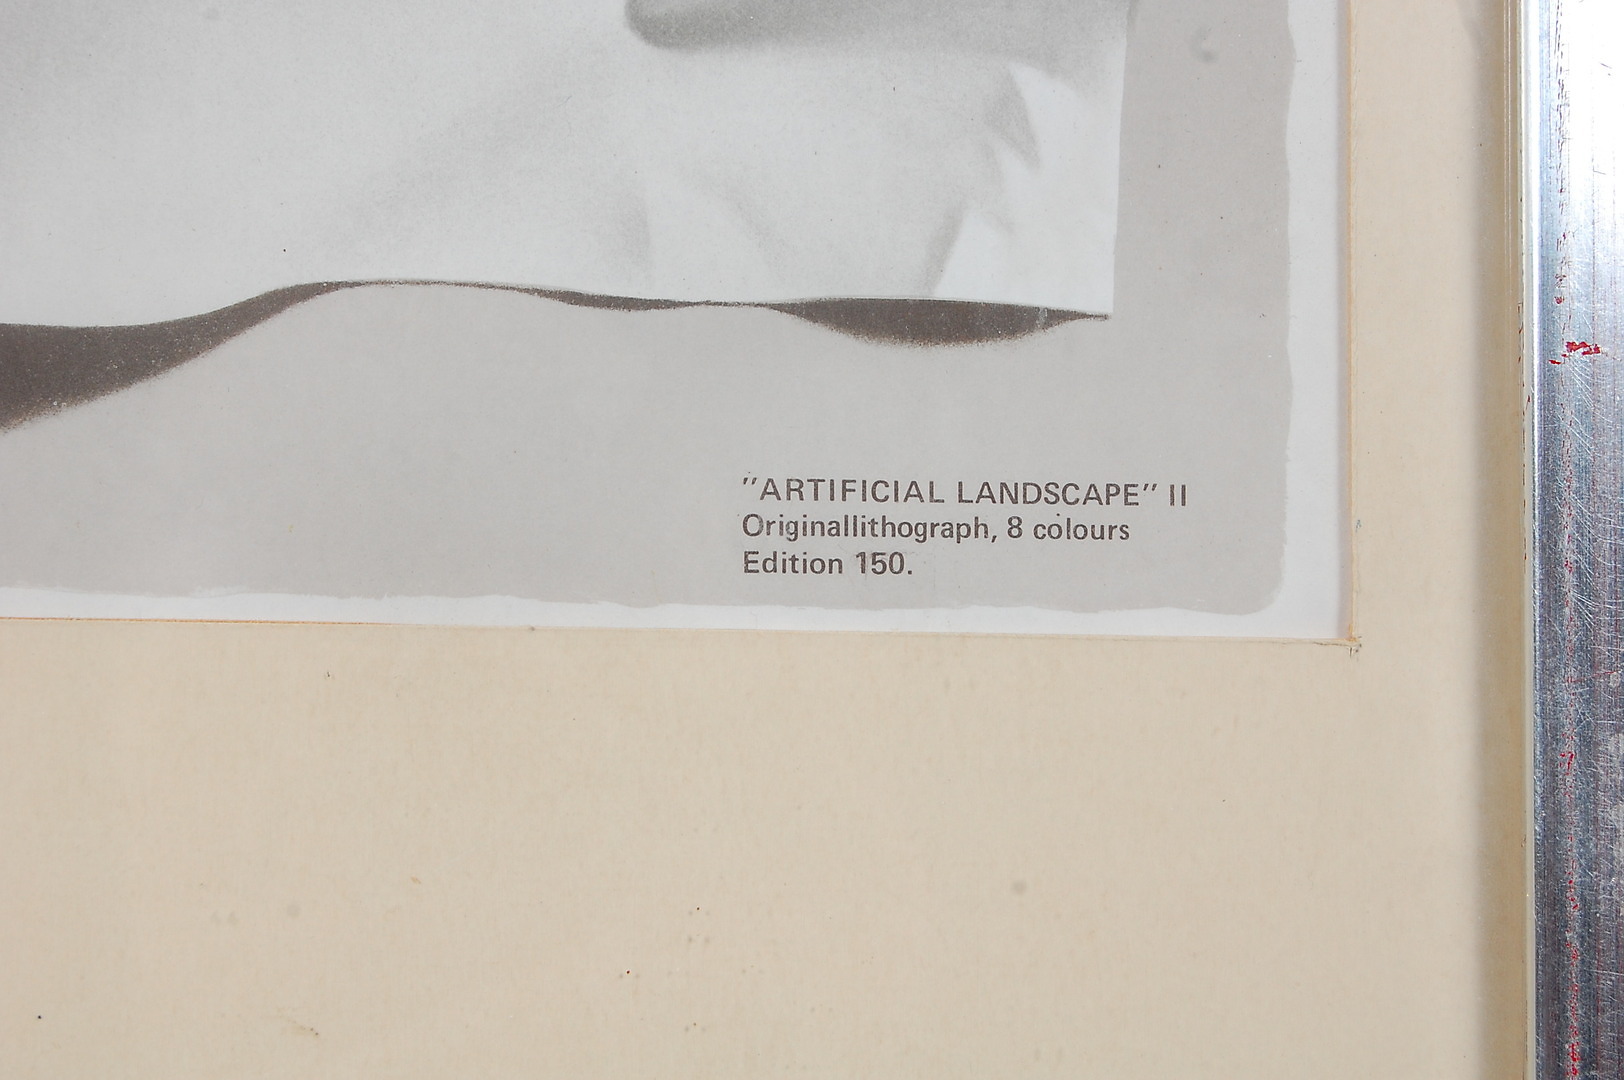 "ARTIFICIAL LANDSCAPE" II
Originallithograph, 8 colours
Edition 150.